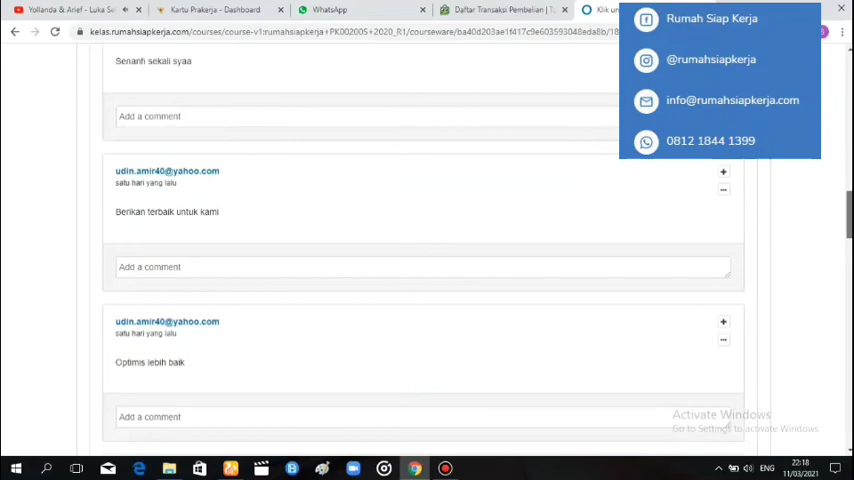 Yollanda & Arief - Luka Se
Kartu Prakerja - Dashboard
WhatsApp
Daftar Transaksi Pembelian | T
Klik un
kelas.rumahsiapkerja.com/courses/course-v1:rumahsiapkerja+PK002005+2020_R1/courseware/ba40d203ae1f417c9e603593048eda8b/18
Rumah Siap Kerja
@rumahsiapkerja
info@rumahsiapkerja.com
0812 1844 1399
Senanh sekali syaa
Add a comment
udin.amir40@yahoo.com
satu hari yang lalu
Berikan terbaik untuk kami
Add a comment
udin.amir40@yahoo.com
satu hari yang lalu
Optimis lebih baik
Add a comment
Activate Windows
Go to Settings to activate Windows.
ENG
22:18
11/03/2021